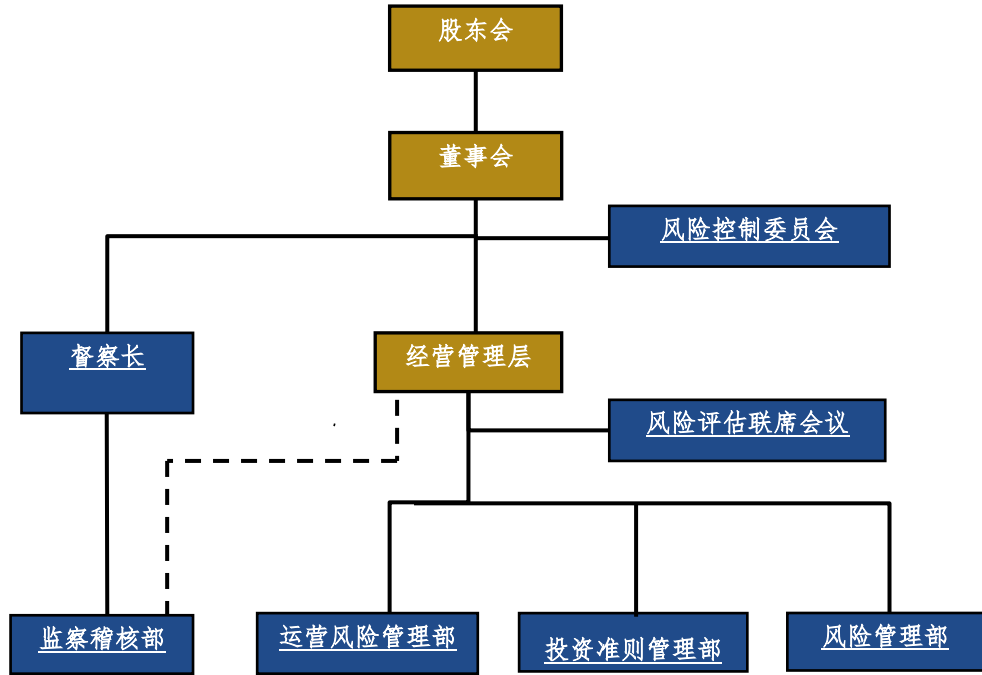 股东会
董事会
风险控制委员会
督察长
经营管理层
风险评估联席会议
监察稽核部
运营风险管理部
投资准则管理部
风险管理部